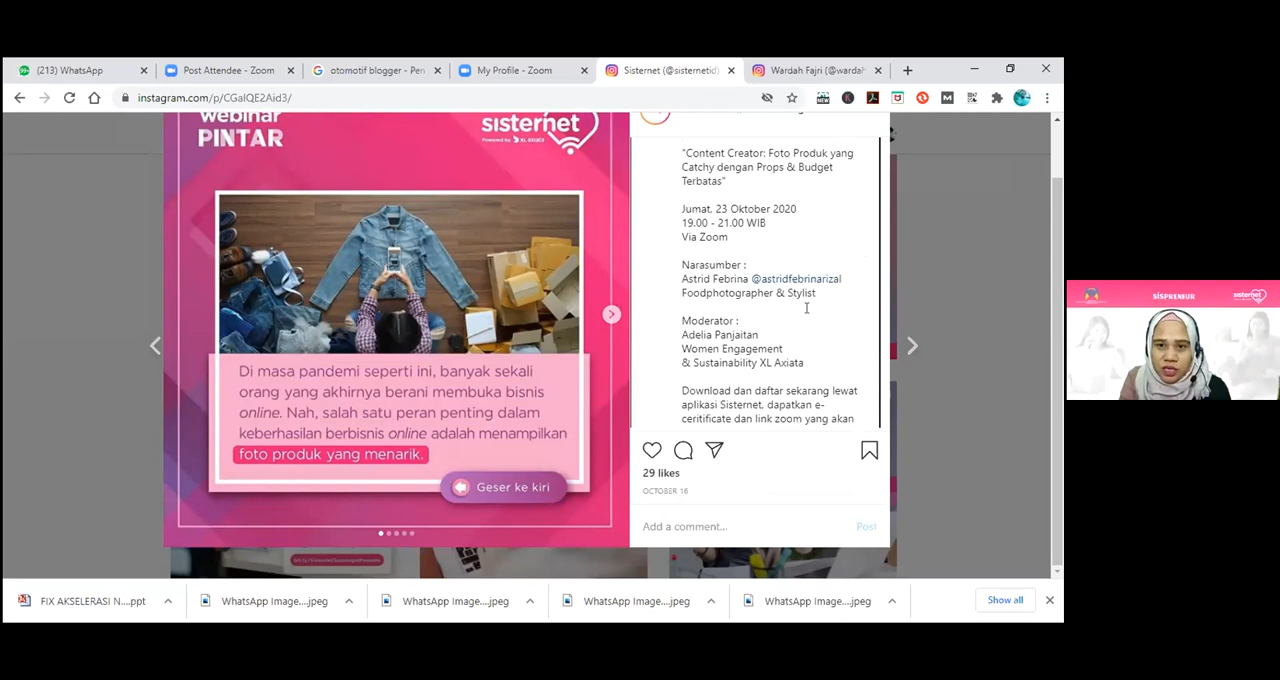 (213) WhatsApp
Post Attendee - Zoom
otomotif blogger - Pen
My Profile - Zoom
Sisternet (@sisternetid)
Wardah Fajri (@wardah
instagram.com/p/CGalQE2Aid3/
webinar
PINTAR
sisternet
Powered by XL AXIATA
Di masa pandemi seperti ini, banyak sekali
orang yang akhirnya berani membuka bisnis
online. Nah, salah satu peran penting dalam
keberhasilan berbisnis online adalah menampilkan
foto produk yang menarik.
Geser ke kiri
"Content Creator: Foto Produk yang
Catchy dengan Props & Budget
Terbatas"
Jumat, 23 Oktober 2020
19.00 - 21.00 WIB
Via Zoom
Narasumber :
Astrid Febrina @astridfebrinarizal
Foodphotographer & Stylist
Moderator :
Adelia Panjaitan
Women Engagement
& Sustainability XL Axiata
Download dan daftar sekarang lewat
aplikasi Sisternet, dapatkan e-
ceritificate dan link zoom yang akan
29 likes
OCTOBER 16
Add a comment...
Post
SISPRENEUR
sisternet
FIX AKSELERASI N....ppt
WhatsApp Image....jpeg
WhatsApp Image....jpeg
WhatsApp Image....jpeg
WhatsApp Image....jpeg
Show all